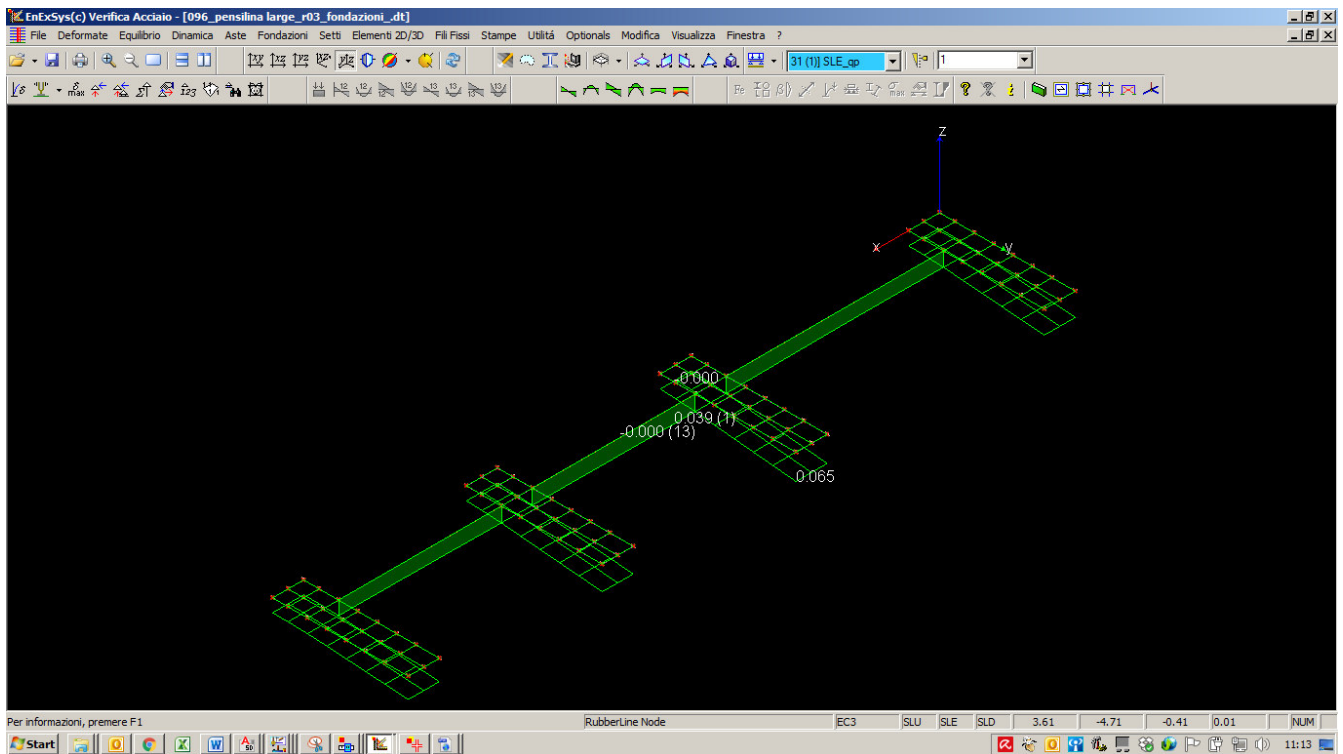 EnExSys(c) Verifica Acciaio - [096_pensilina large_r03_fondazioni_.dt]
File Deformate Equilibrio Dinamica Aste Fondazioni Setti Elementi 2D/3D Fili Fissi Stampe Utilitá Optionals Modifica Visualizza Finestra ?
31 (1)] SLE_qp 1
Z
X
y
-0.000
0.039 (1)
-0.000 (13)
0.065
Per informazioni, premere F1 RubberLine Node EC3 SLU SLE SLD 3.61 -4.71 -0.41 0.01 NUM
Start 11:13